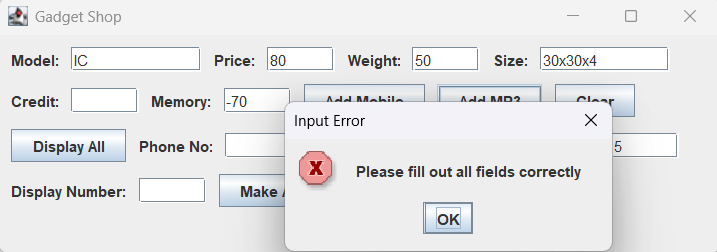 Gadget Shop
Model: IC Price: 80 Weight: 50 Size: 30x30x4
Credit: Memory: -70 Add Mobile Add MP3 Clear
Input Error
Display All Phone No: 5
Please fill out all fields correctly
Display Number: Make A
OK